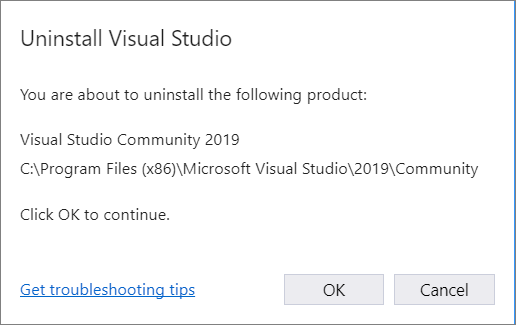 Uninstall Visual Studio
You are about to uninstall the following product:
Visual Studio Community 2019
C:\Program Files (x86)\Microsoft Visual Studio\2019\Community
Click OK to continue.
Get troubleshooting tips
OK
Cancel